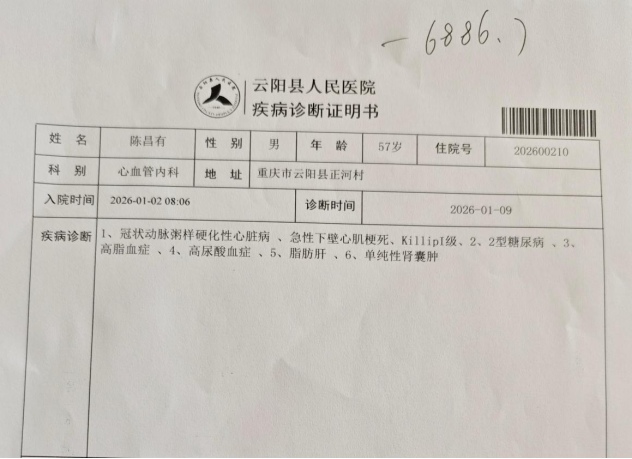 -6886.7
云阳县人民医院
疾病诊断证明书
姓 名 陈昌有 性 别 男 年 龄 57岁 住院号 202600210
科 别 心血管内科 地 址 重庆市云阳县正河村
入院时间 2026-01-02 08:06 诊断时间 2026-01-09
疾病诊断 1、冠状动脉粥样硬化性心脏病 、急性下壁心肌梗死、KillipI级、2、2型糖尿病 、3、
高脂血症 、4、高尿酸血症 、5、脂肪肝 、6、单纯性肾囊肿